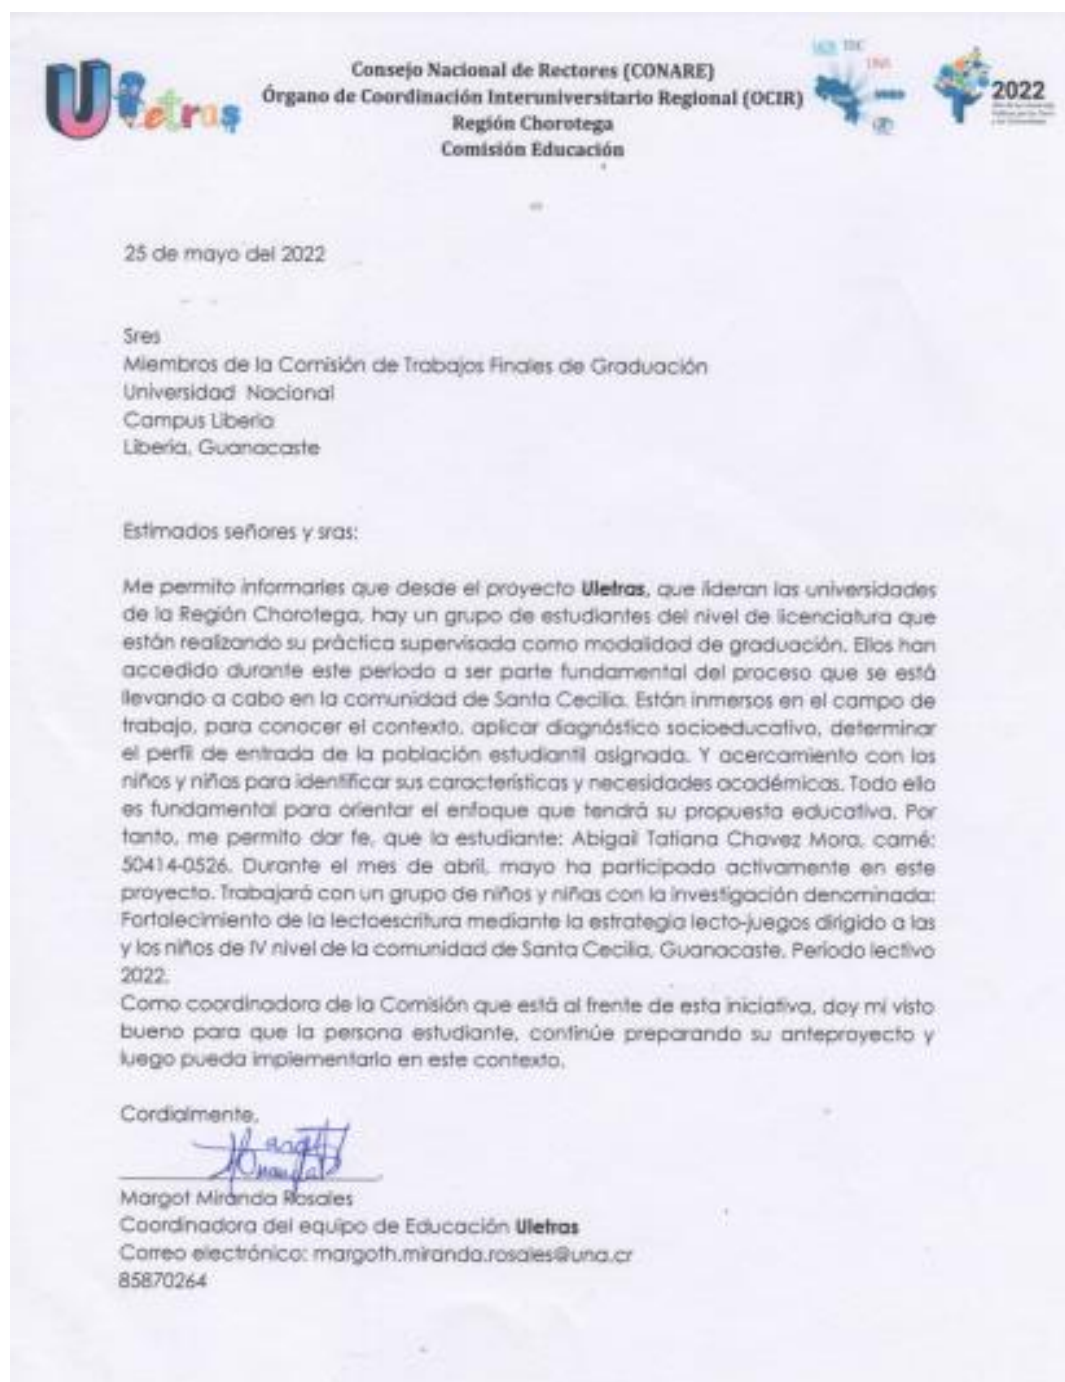 Uletras
Consejo Nacional de Rectores (CONARE)
Órgano de Coordinación Interuniversitario Regional (OCIR)
Región Chorotega
Comisión Educación
UCR TEC
UNA
UNED
2022
25 de mayo del 2022
Sres
Miembros de la Comisión de Trabajos Finales de Graduación
Universidad Nacional
Campus Liberia
Liberia, Guanacaste
Estimados señores y sras:
Me permito informarles que desde el proyecto Uletras, que lideran las universidades
de la Región Chorotega, hay un grupo de estudiantes del nivel de licenciatura que
están realizando su práctica supervisada como modalidad de graduación. Ellos han
accedido durante este periodo a ser parte fundamental del proceso que se está
llevando a cabo en la comunidad de Santa Cecilia. Están inmersos en el campo de
trabajo, para conocer el contexto, aplicar diagnóstico socioeducativo, determinar
el perfil de entrada de la población estudiantil asignada. Y acercamiento con los
niños y niñas para identificar sus características y necesidades académicas. Todo ello
es fundamental para orientar el enfoque que tendrá su propuesta educativa. Por
tanto, me permito dar fe, que la estudiante: Abigail Tatiana Chavez Mora, carné:
50414-0526. Durante el mes de abril, mayo ha participado activamente en este
proyecto. Trabajará con un grupo de niños y niñas con la investigación denominada:
Fortalecimiento de la lectoescritura mediante la estrategia lecto-juegos dirigido a las
y los niños de IV nivel de la comunidad de Santa Cecilia, Guanacaste. Periodo lectivo
2022.
Como coordinadora de la Comisión que está al frente de esta iniciativa, doy mi visto
bueno para que la persona estudiante, continúe preparando su anteproyecto y
luego pueda implementarlo en este contexto.
Cordialmente,
Margot Miranda Rosales
Coordinadora del equipo de Educación Uletras
Correo electrónico: margoth.miranda.rosales@una.cr
85870264